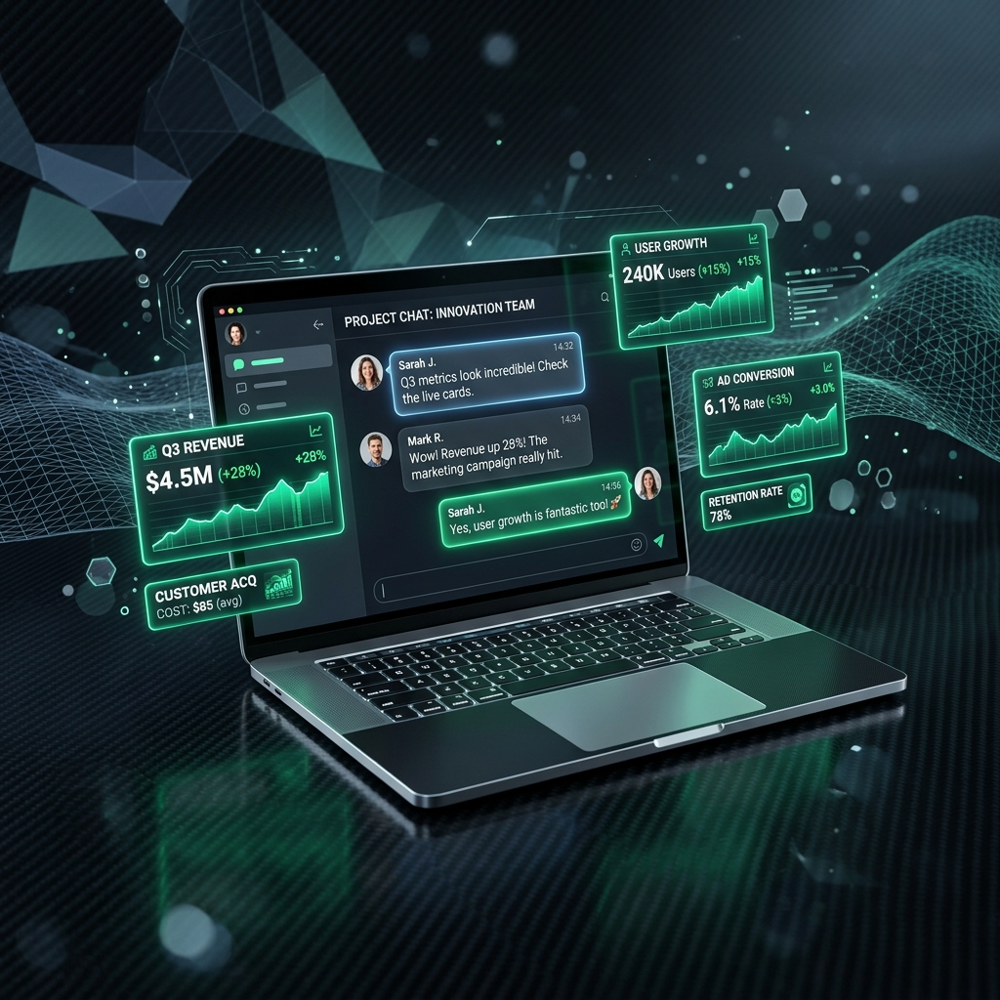 PROJECT CHAT: INNOVATION TEAM
Sarah J.
14:32
Q3 metrics look incredible! Check
the live cards.
Mark R.
14:34
Wow! Revenue up 28%! The
marketing campaign really hit.
Sarah J.
Yes, user growth is fantastic too! 🚀
Q3 REVENUE
$4.5M (+28%)
+28%
CUSTOMER ACQ
COST: $85 (avg)
USER GROWTH
240K Users (+15%)
+15%
AD CONVERSION
6.1% Rate
+3.0%
RETENTION RATE
78%